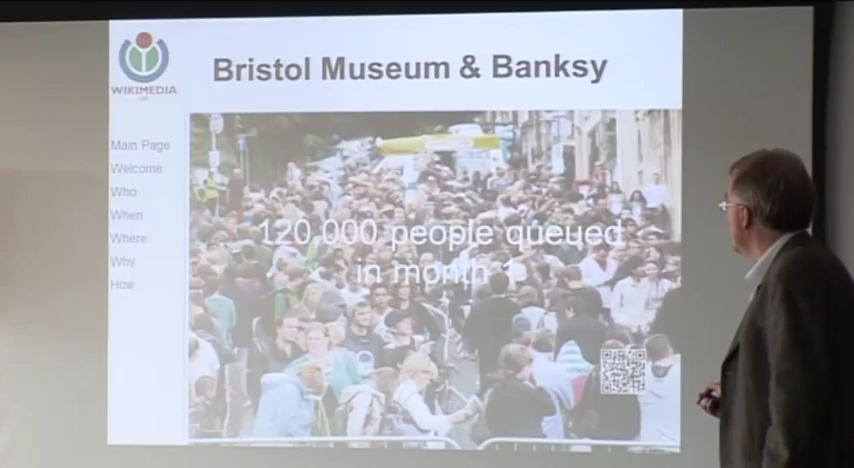 Bristol Museum & Banksy
WIKIMEDIA
Main Page
Welcome
Who
When
Where
Why
How
120 000 people queued
in month 1